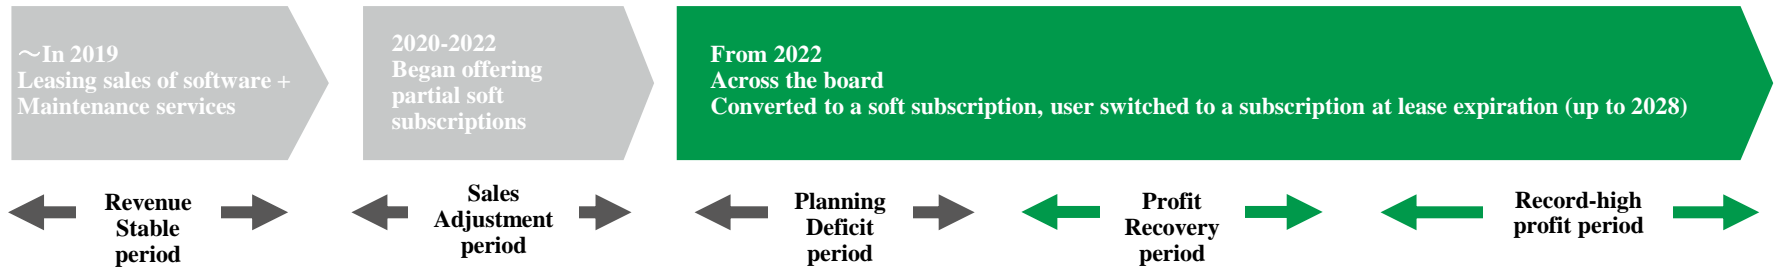 ～In 2019
Leasing sales of software +
Maintenance services
2020-2022
Began offering
partial soft
subscriptions
From 2022
Across the board
Converted to a soft subscription, user switched to a subscription at lease expiration (up to 2028)
Revenue
Stable
period
Sales
Adjustment
period
Planning
Deficit
period
Profit
Recovery
period
Record-high
profit period